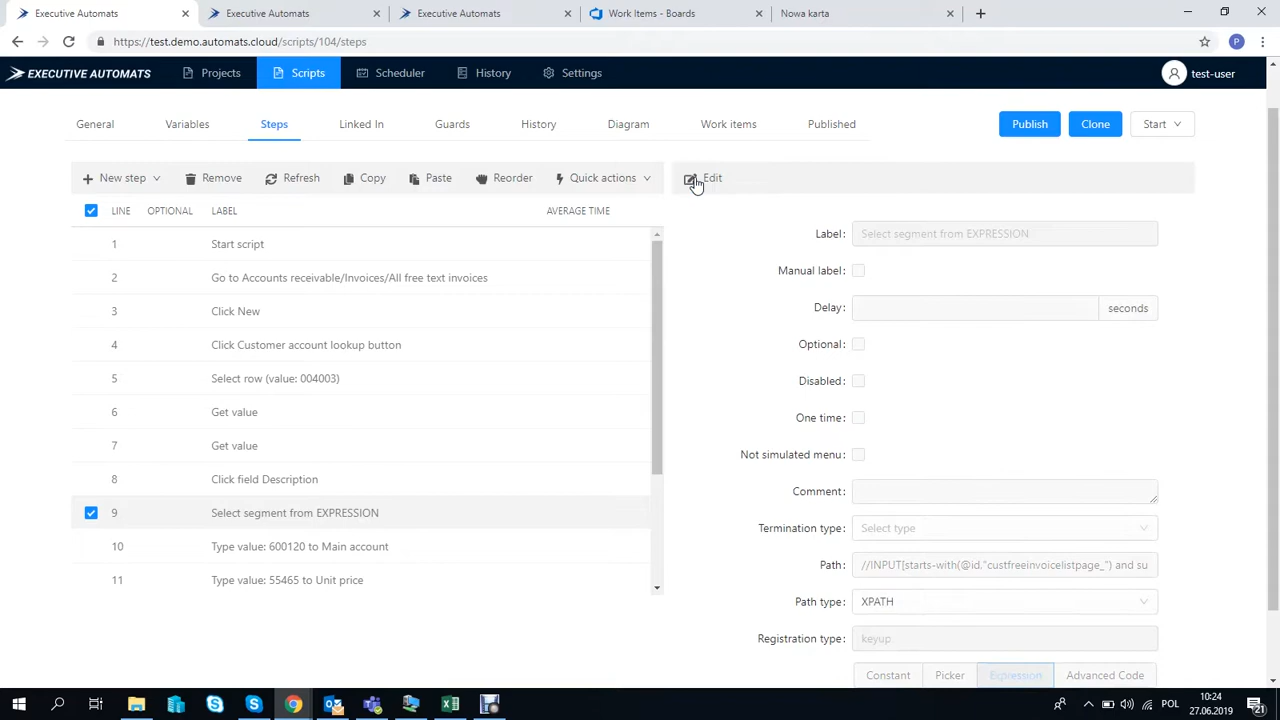 Executive Automats
Executive Automats
Executive Automats
Work Items - Boards
Nowa karta
https://test.demo.automats.cloud/scripts/104/steps
P
EXECUTIVE AUTOMATS
Projects
Scripts
Scheduler
History
Settings
test-user
General
Variables
Steps
Linked In
Guards
History
Diagram
Work items
Published
Publish
Clone
Start
New step
Remove
Refresh
Copy
Paste
Reorder
Quick actions
Edit
LINE OPTIONAL LABEL AVERAGE TIME
1 Start script
2 Go to Accounts receivable/Invoices/All free text invoices
3 Click New
4 Click Customer account lookup button
5 Select row (value: 004003)
6 Get value
7 Get value
8 Click field Description
9 Select segment from EXPRESSION
10 Type value: 600120 to Main account
11 Type value: 55465 to Unit price
Label: Select segment from EXPRESSION
Manual label:
Delay: seconds
Optional:
Disabled:
One time:
Not simulated menu:
Comment:
Termination type: Select type
Path: //INPUT[starts-with(@id,"custfreeinvoicelistpage_") and su
Path type: XPATH
Registration type: keyup
Constant Picker Expression Advanced Code
POL
10:24
27.06.2019
21